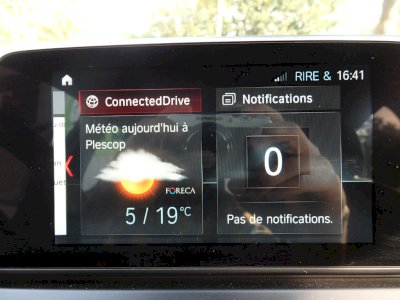 RIRE & 16:41
ConnectedDrive
Météo aujourd'hui à
Plescop
FORECA
5 / 19°C
Notifications
0
Pas de notifications.